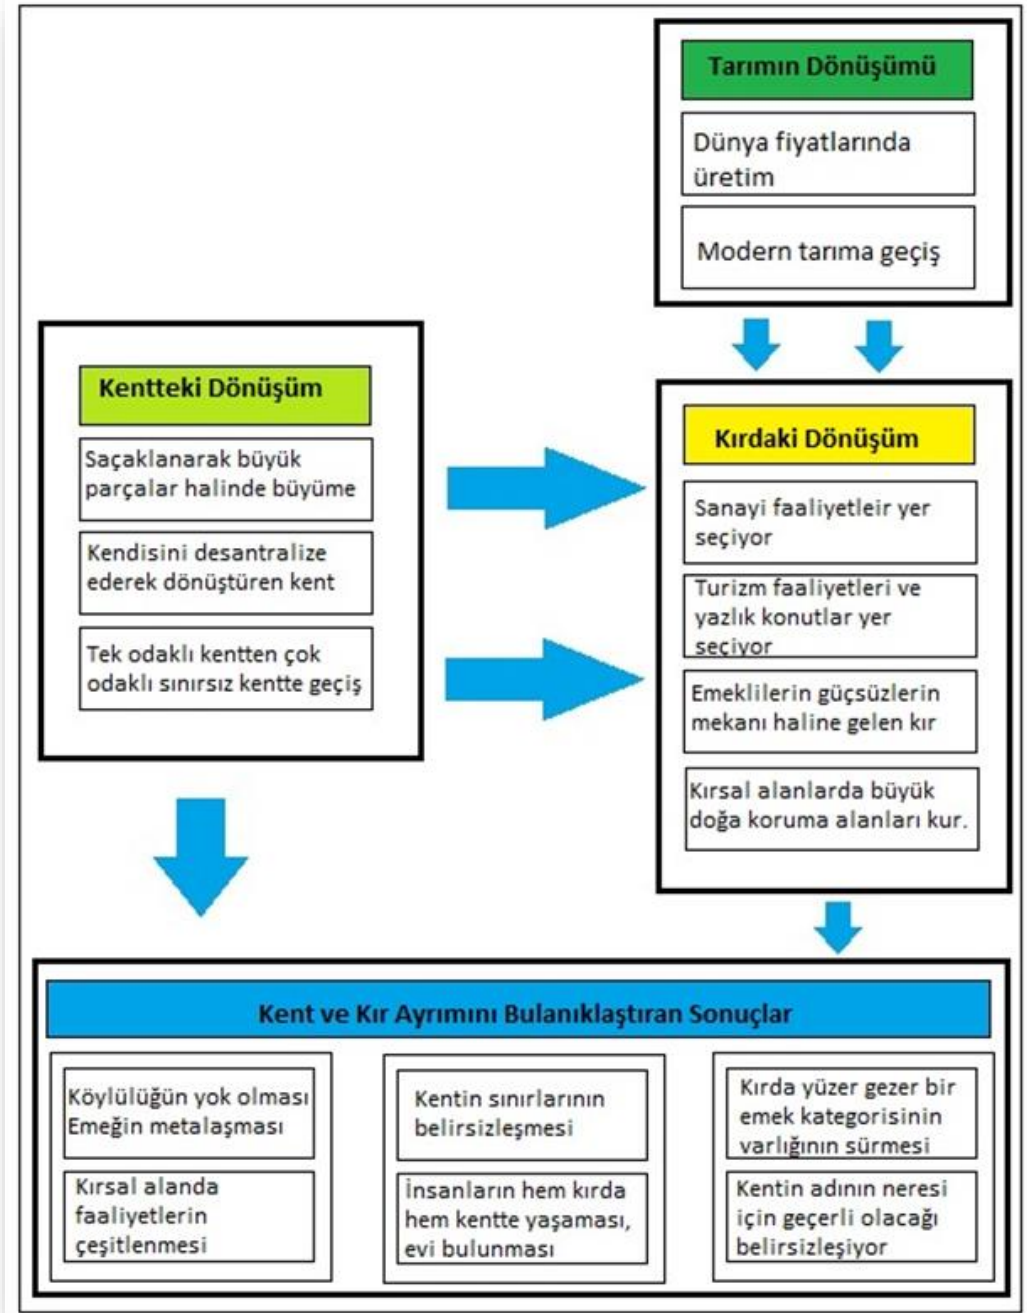 Tarımın Dönüşümü
Dünya fiyatlarında
üretim
Modern tarıma geçiş
Kentteki Dönüşüm
Saçaklanarak büyük
parçalar halinde büyüme
Kendisini desantralize
ederek dönüştüren kent
Tek odaklı kentten çok
odaklı sınırsız kentte geçiş
Kırdaki Dönüşüm
Sanayi faaliyetleir yer
seçiyor
Turizm faaliyetleri ve
yazlık konutlar yer
seçiyor
Emeklilerin güçsüzlerin
mekanı haline gelen kır
Kırsal alanlarda büyük
doğa koruma alanları kur.
Kent ve Kır Ayrımını Bulanıklaştıran Sonuçlar
Köylülüğün yok olması
Emeğin metalaşması
Kırsal alanda
faaliyetlerin
çeşitlenmesi
Kentin sınırlarının
belirsizleşmesi
İnsanların hem kırda
hem kentte yaşaması,
evi bulunması
Kırda yüzer gezer bir
emek kategorisinin
varlığının sürmesi
Kentin adının neresi
için geçerli olacağı
belirsizleşiyor